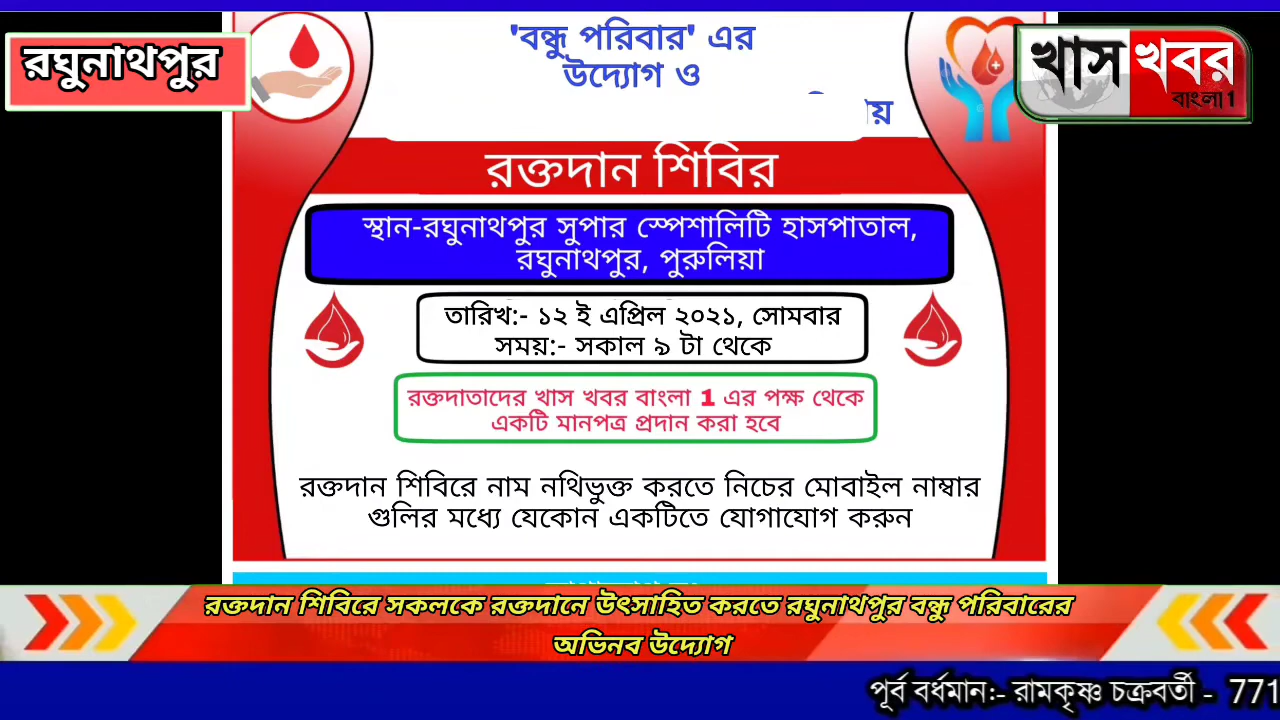 রঘুনাথপুর
'বন্ধু পরিবার' এর
উদ্যোগ ও
খাস খবর
বাংলা 1
রক্তদান শিবির
স্থান-রঘুনাথপুর সুপার স্পেশালিটি হাসপাতাল,
রঘুনাথপুর, পুরুলিয়া
তারিখ:- ১২ ই এপ্রিল ২০২১, সোমবার
সময়:- সকাল ৯ টা থেকে
রক্তদাতাদের খাস খবর বাংলা 1 এর পক্ষ থেকে
একটি মানপত্র প্রদান করা হবে
রক্তদান শিবিরে নাম নথিভুক্ত করতে নিচের মোবাইল নাম্বার
গুলির মধ্যে যেকোন একটিতে যোগাযোগ করুন
রক্তদান শিবিরে সকলকে রক্তদানে উৎসাহিত করতে রঘুনাথপুর বন্ধু পরিবারের
অভিনব উদ্যোগ
পূর্ব বর্ধমান:- রামকৃষ্ণ চক্রবর্তী - 771